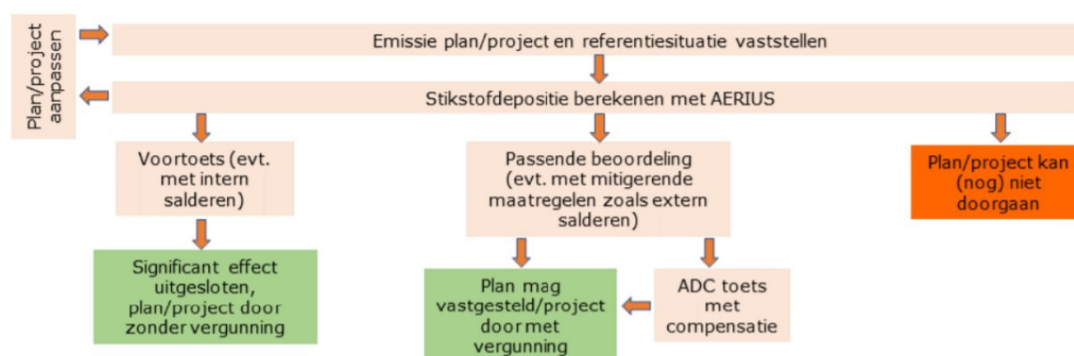 Plan/project
aanpassen
Emissie plan/project en referentiesituatie vaststellen
Stikstofdepositie berekenen met AERIUS
Voortoets (evt.
met intern
salderen)
Passende beoordeling
(evt. met mitigerende
maatregelen zoals extern
salderen)
Plan/project kan
(nog) niet
doorgaan
Significant effect
uitgesloten,
plan/project door
zonder vergunning
Plan mag
vastgesteld/project
door met
vergunning
ADC toets
met
compensatie